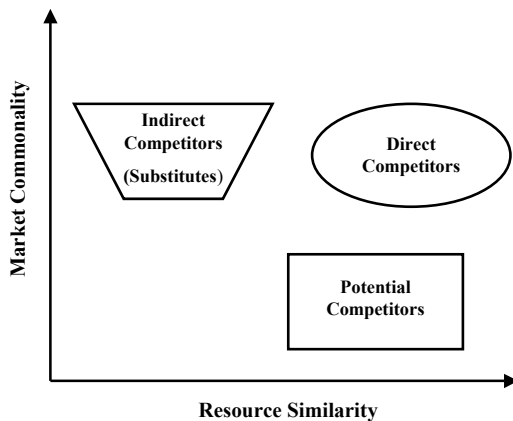 Market Commonality
Indirect
Competitors
(Substitutes)
Direct
Competitors
Potential
Competitors
Resource Similarity